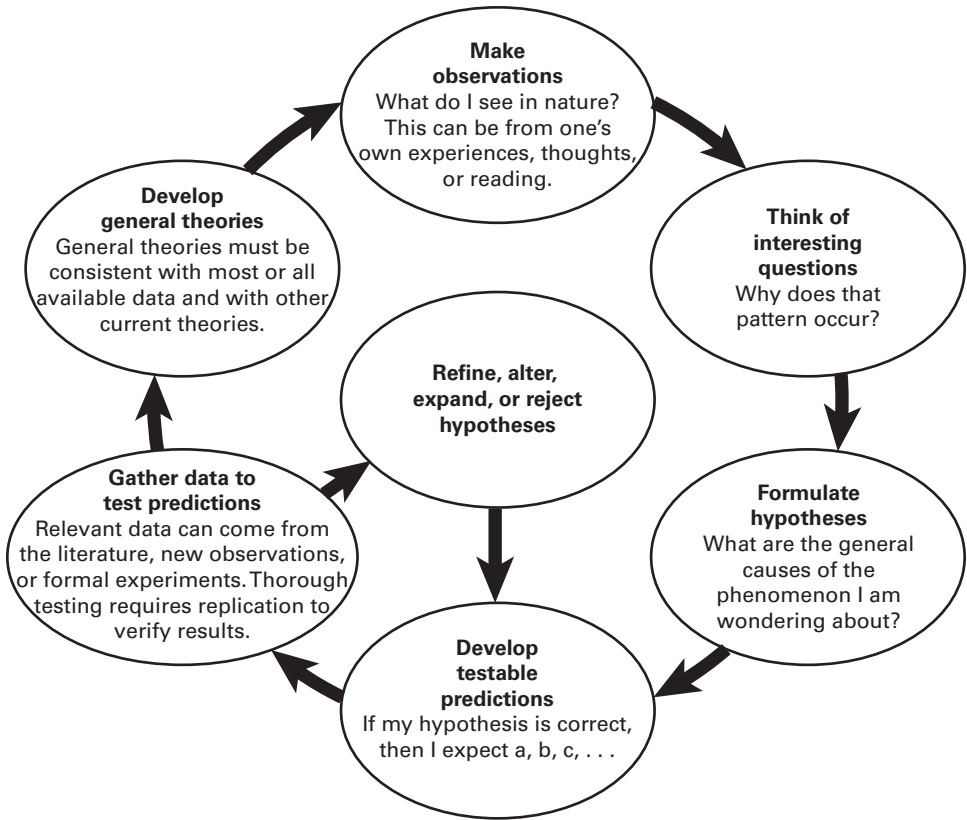 Make
observations
What do I see in nature?
This can be from one's
own experiences, thoughts,
or reading.
Think of
interesting
questions
Why does that
pattern occur?
Formulate
hypotheses
What are the general
causes of the
phenomenon I am
wondering about?
Develop
testable
predictions
If my hypothesis is correct,
then I expect a, b, c, . . .
Gather data to
test predictions
Relevant data can come from
the literature, new observations,
or formal experiments. Thorough
testing requires replication to
verify results.
Refine, alter,
expand, or reject
hypotheses
Develop
general theories
General theories must be
consistent with most or all
available data and with other
current theories.